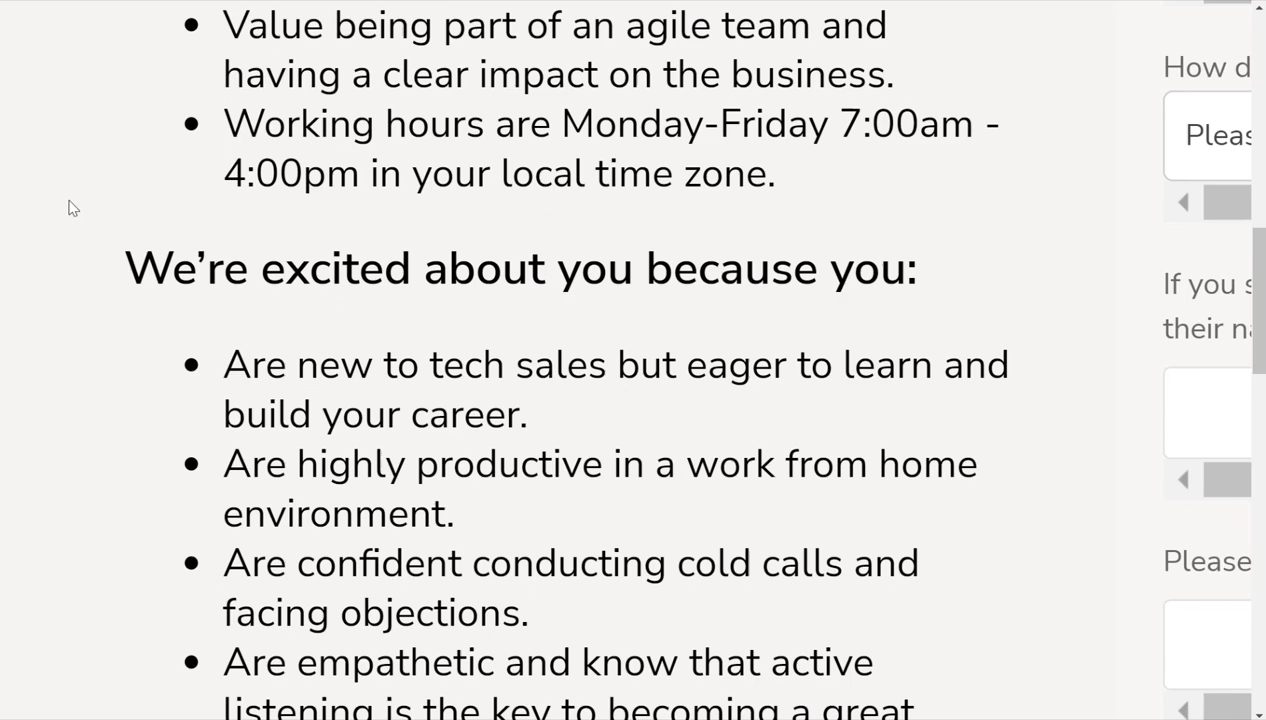 Value being part of an agile team and
having a clear impact on the business.
Working hours are Monday-Friday 7:00am -
4:00pm in your local time zone.
We’re excited about you because you:
Are new to tech sales but eager to learn and
build your career.
Are highly productive in a work from home
environment.
Are confident conducting cold calls and
facing objections.
Are empathetic and know that active
listening is the key to becoming a great
How d
Pleas
If you s
their na
Please